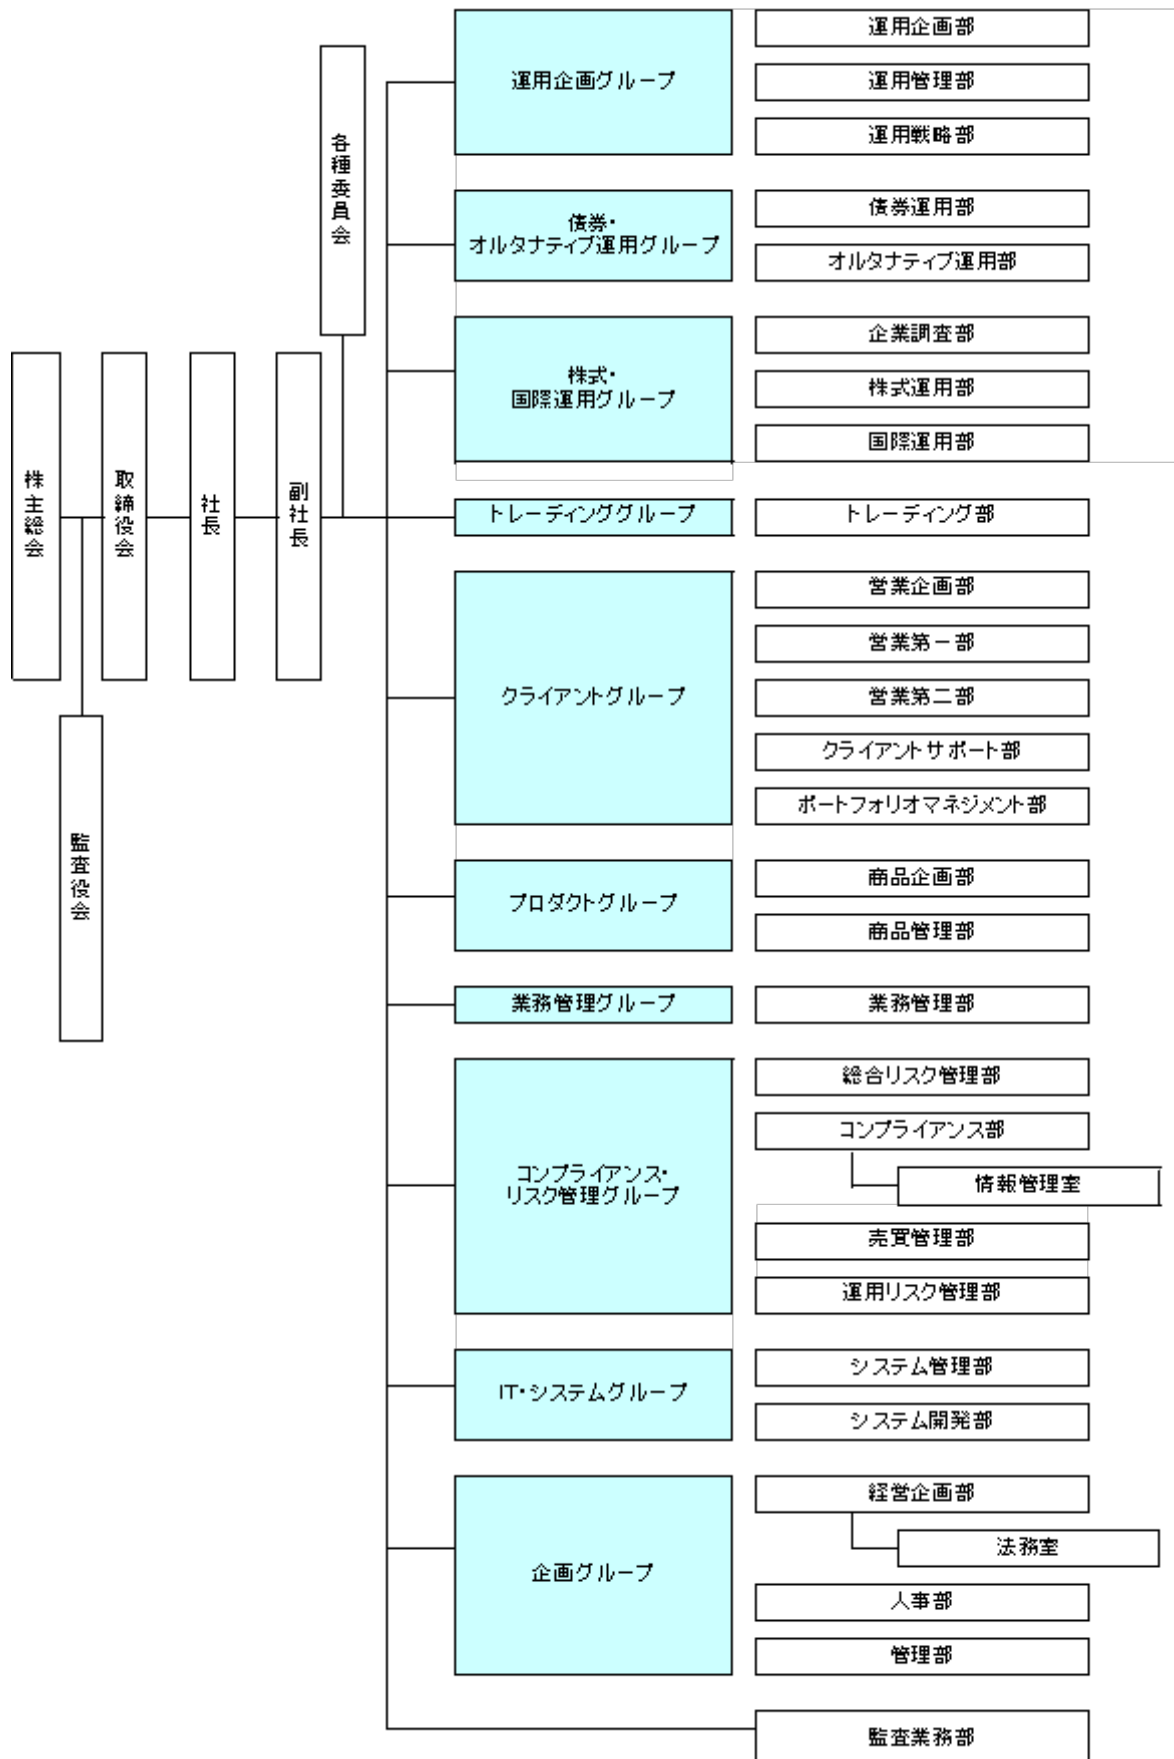 株主総会
監査役会
取締役会
社長
副社長
各種委員会
運用企画グループ
運用企画部
運用管理部
運用戦略部
債券・
オルタナティブ運用グループ
債券運用部
オルタナティブ運用部
株式・
国際運用グループ
企業調査部
株式運用部
国際運用部
トレーディンググループ
トレーディング部
クライアントグループ
営業企画部
営業第一部
営業第二部
クライアントサポート部
ポートフォリオマネジメント部
プロダクトグループ
商品企画部
商品管理部
業務管理グループ
業務管理部
コンプライアンス・
リスク管理グループ
総合リスク管理部
コンプライアンス部
情報管理室
売買管理部
運用リスク管理部
IT・システムグループ
システム管理部
システム開発部
企画グループ
経営企画部
法務室
人事部
管理部
監査業務部